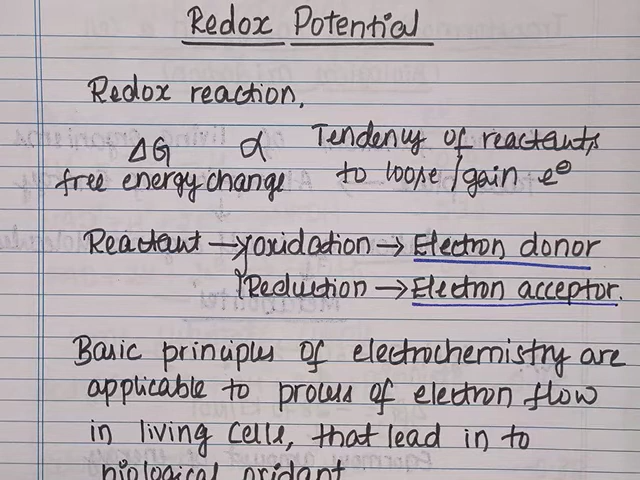 Redox Potential
Redox reaction,
ΔG ∝ Tendency of reactants
free energy change to loose/gain e⊖
Reactant → oxidation → Electron donor
Reduction → Electron acceptor.
Basic principles of electrochemistry are
applicable to process of electron flow
in living cells, that lead in to
biological oxidant